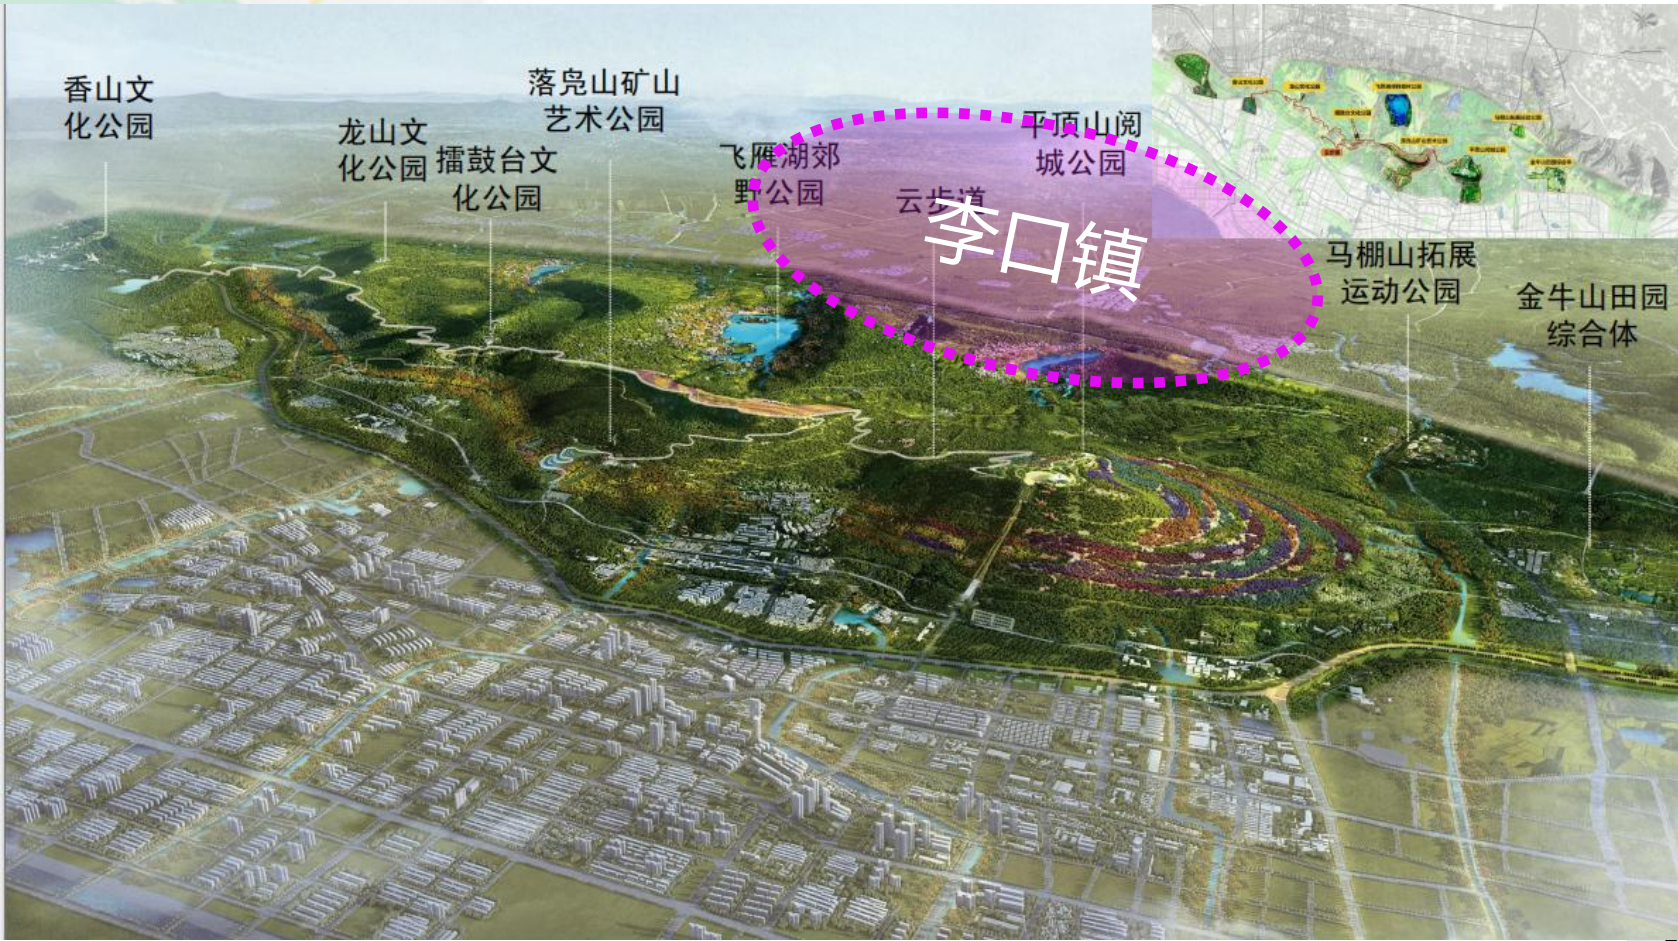 香山文
化公园
龙山文
化公园
擂鼓台文
化公园
落凫山矿山
艺术公园
飞雁湖郊
野公园
云步道
平顶山阅
城公园
李口镇
马棚山拓展
运动公园
金牛山田园
综合体